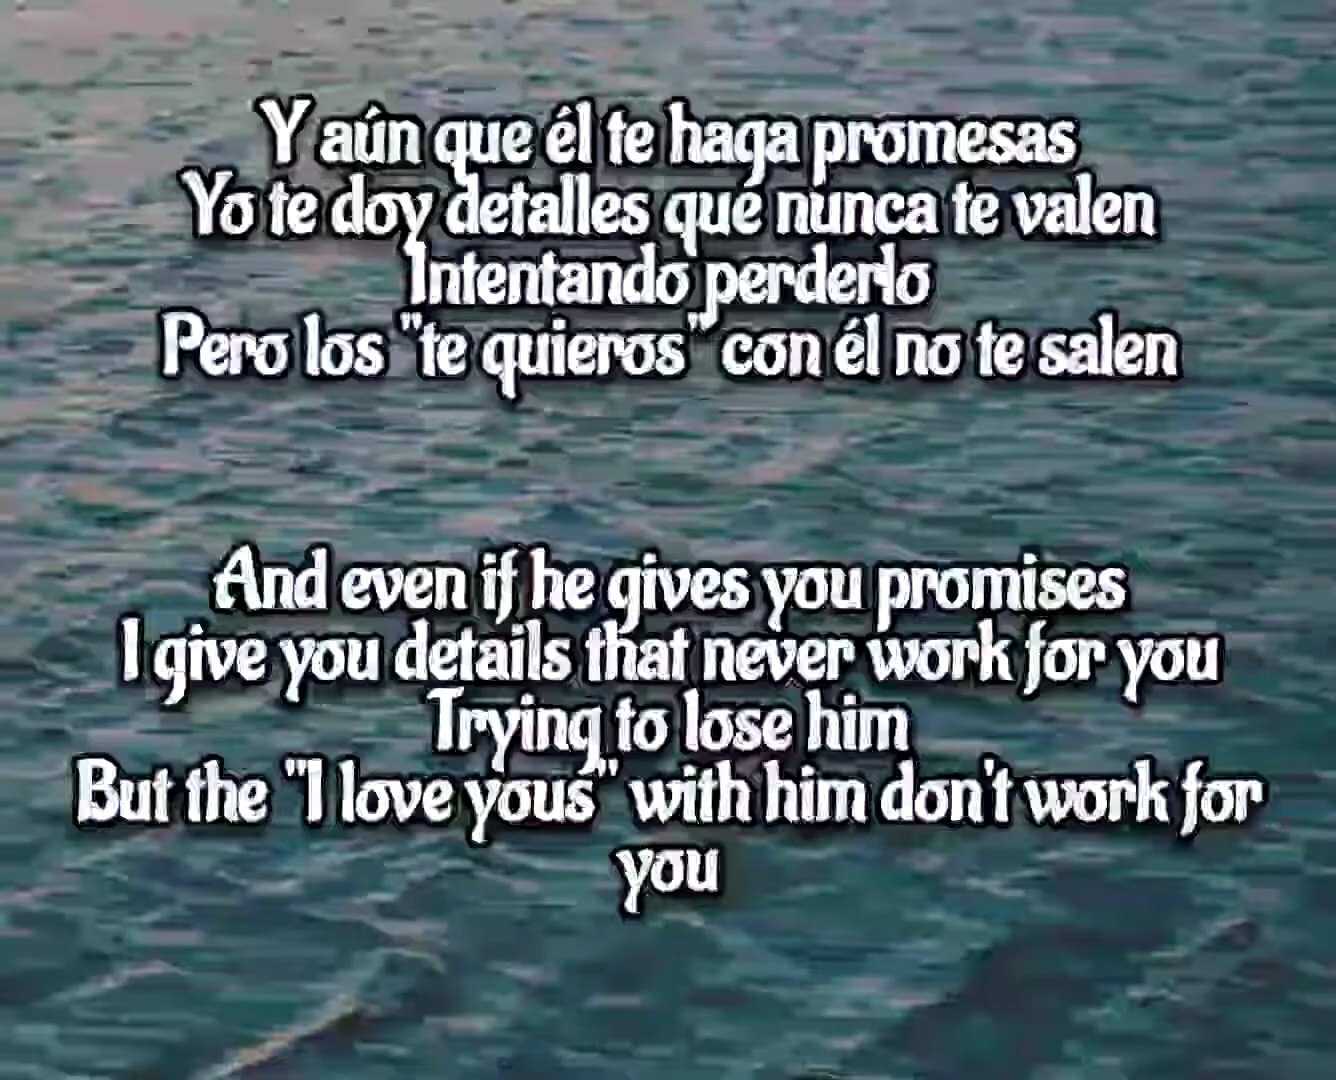 Y aún que él te haga promesas
Yo te doy detalles que nunca te valen
Intentando perderlo
Pero los "te quieros" con él no te salen
And even if he gives you promises
I give you details that never work for you
Trying to lose him
But the "I love yous" with him don't work for
you